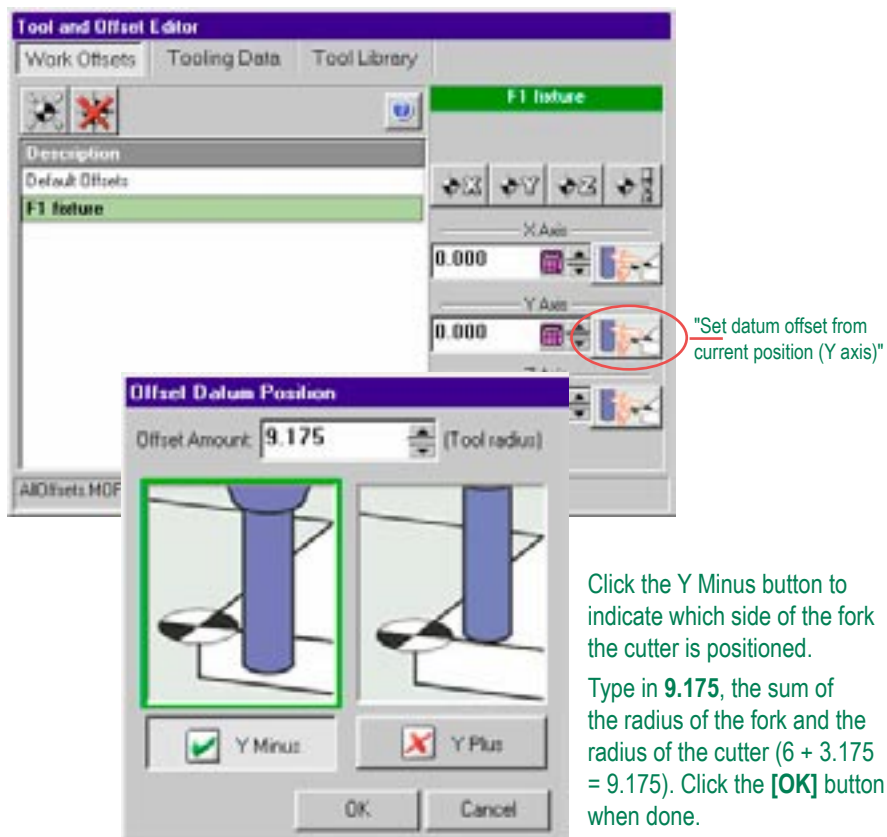 Tool and Offset Editor
Work Offsets Tooling Data Tool Library
F1 fixture
Description
Default Offsets
F1 fixture
X Y Z
X Axis
0.000
Y Axis
0.000
"Set datum offset from
current position (Y axis)"
Offset Datum Position
Offset Amount: 9.175 (Tool radius)
AllOffsets.MOF
Y Minus Y Plus
OK Cancel
Click the Y Minus button to
indicate which side of the fork
the cutter is positioned.
Type in 9.175, the sum of
the radius of the fork and the
radius of the cutter (6 + 3.175
= 9.175). Click the [OK] button
when done.